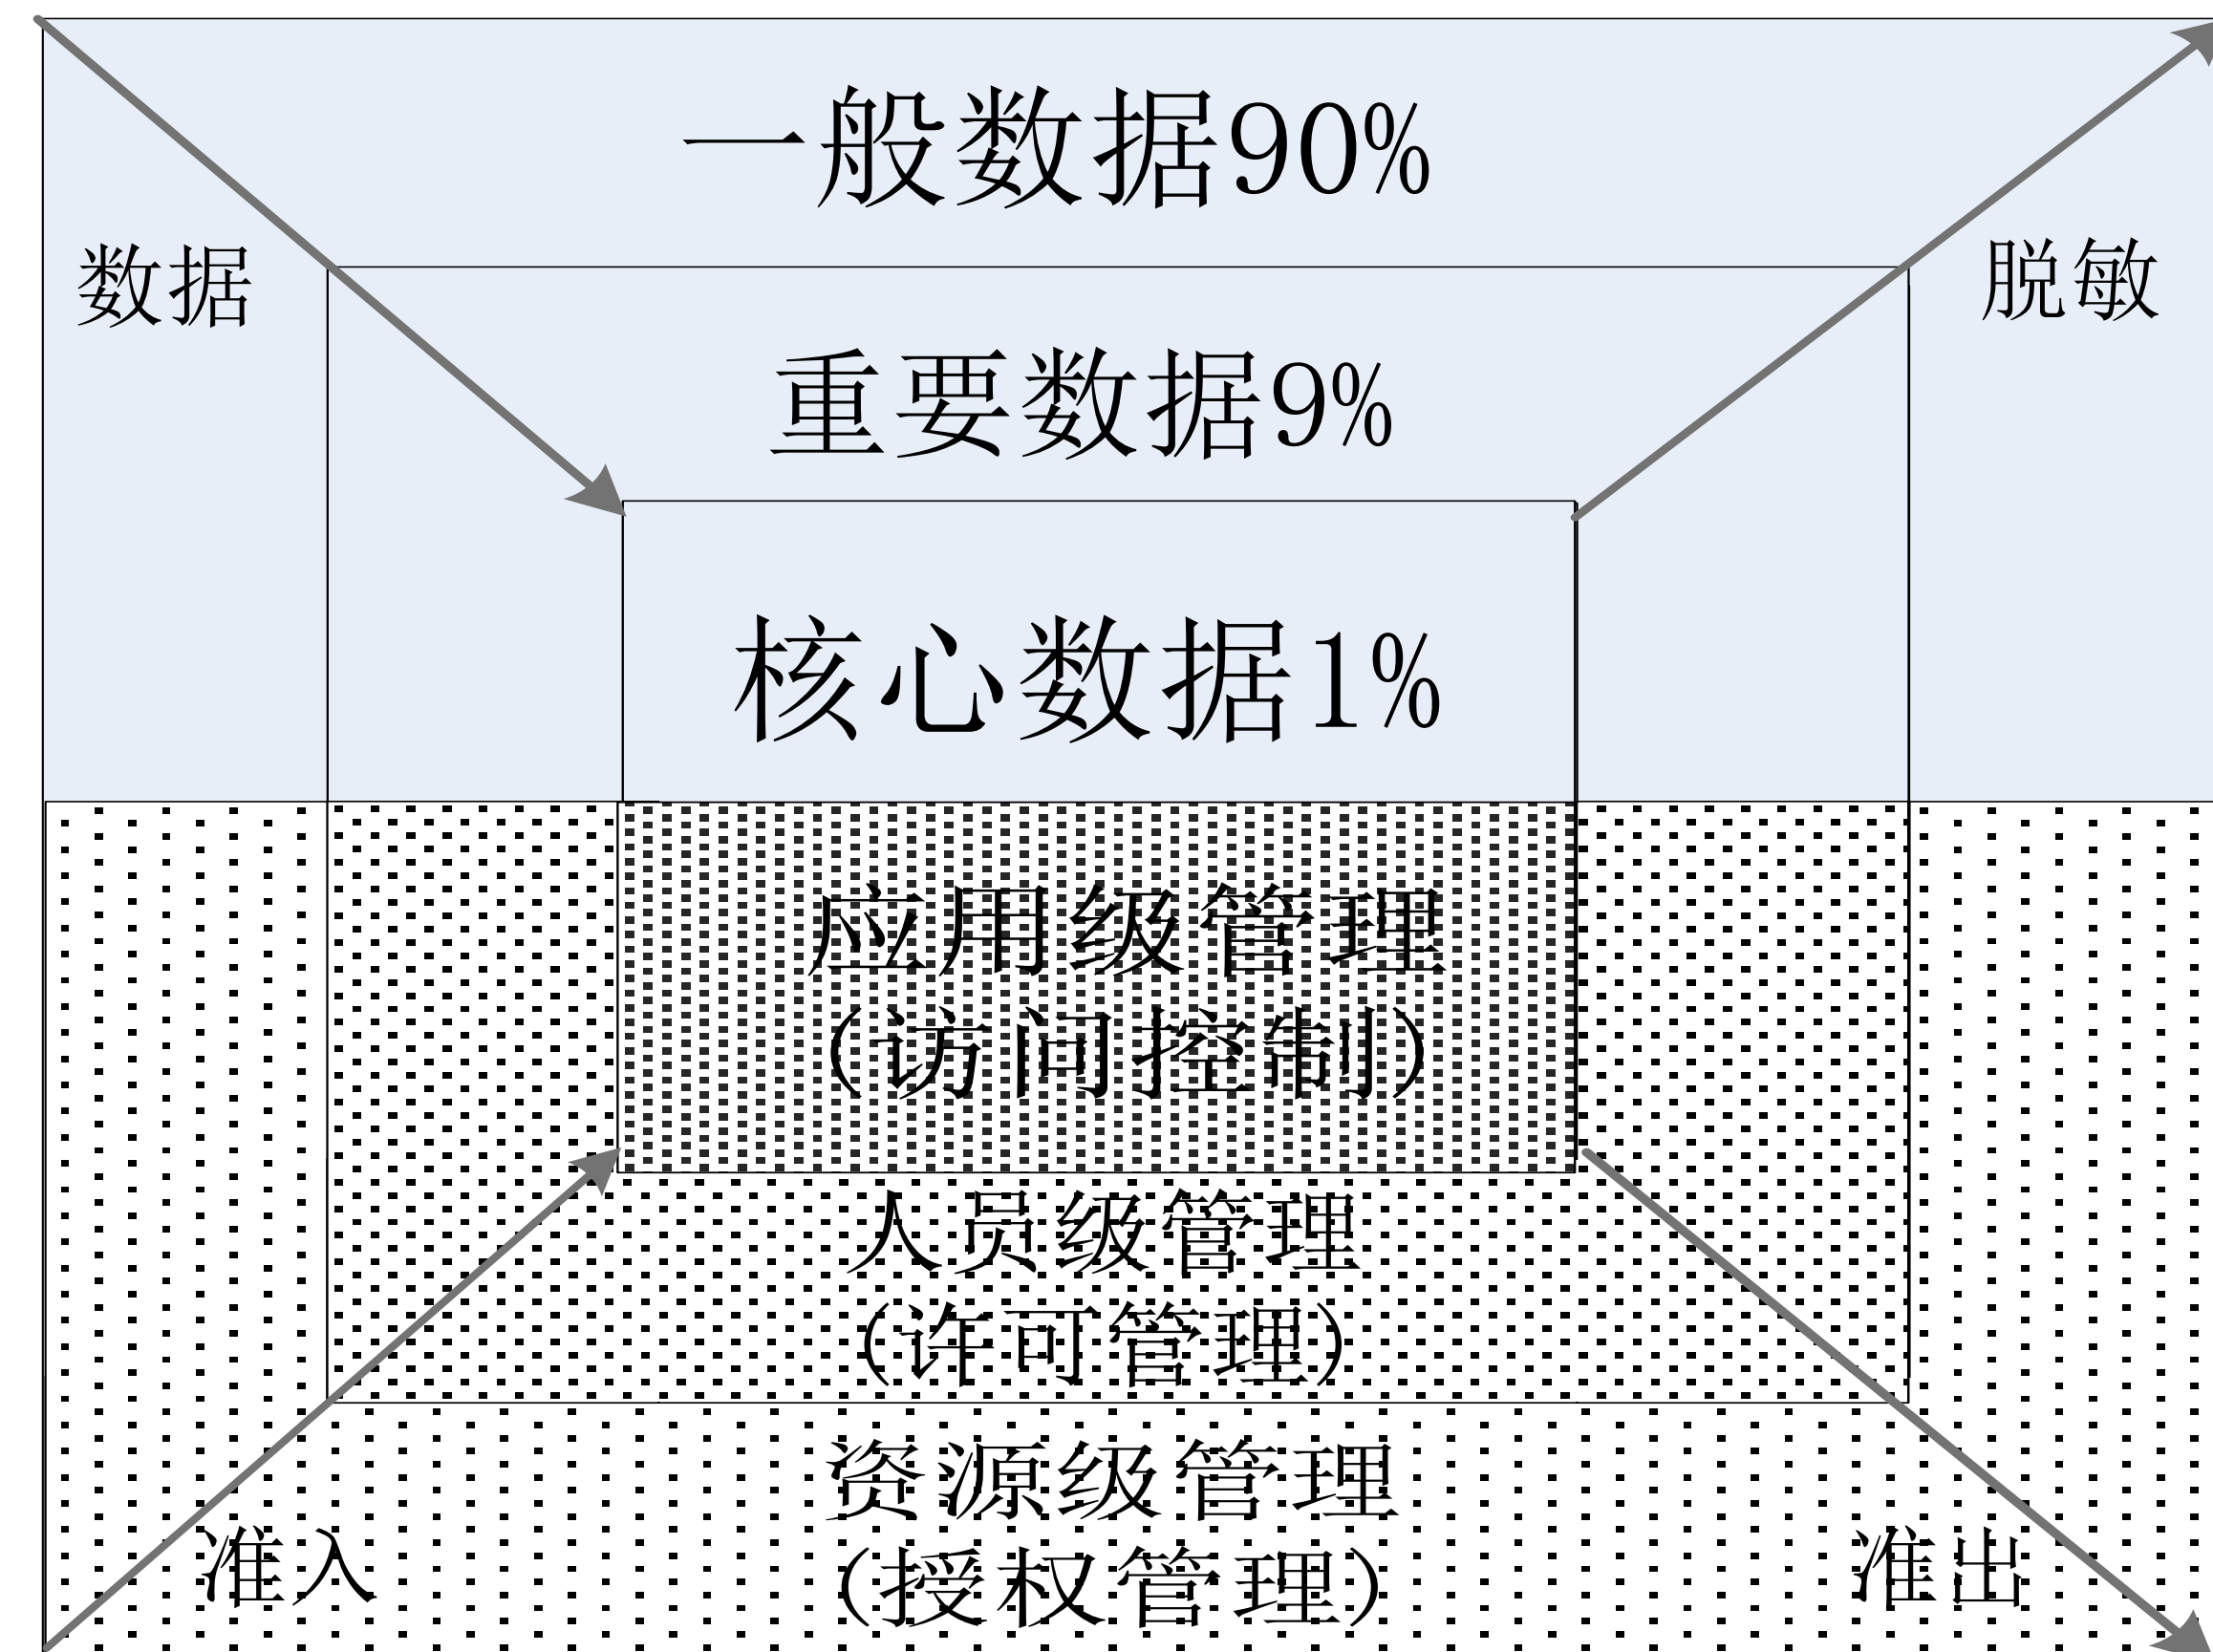 一般数据90%
数据
脱敏
重要数据9%
核心数据1%
应用级管理
(访问控制)
人员级管理
(许可管理)
资源级管理
(授权管理)
准入
准出